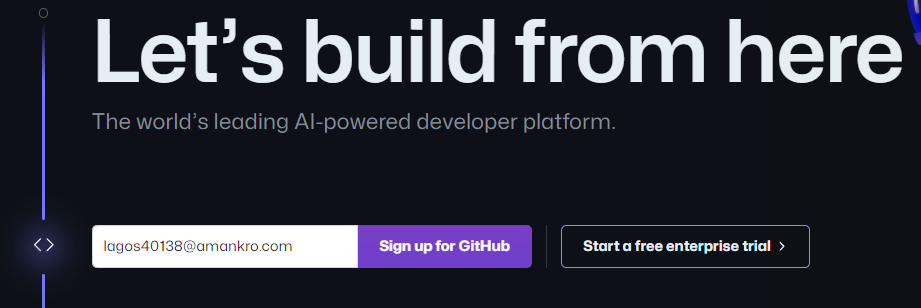 Let’s build from here
The world’s leading AI-powered developer platform.
lagos40138@amankro.com
Sign up for GitHub
Start a free enterprise trial